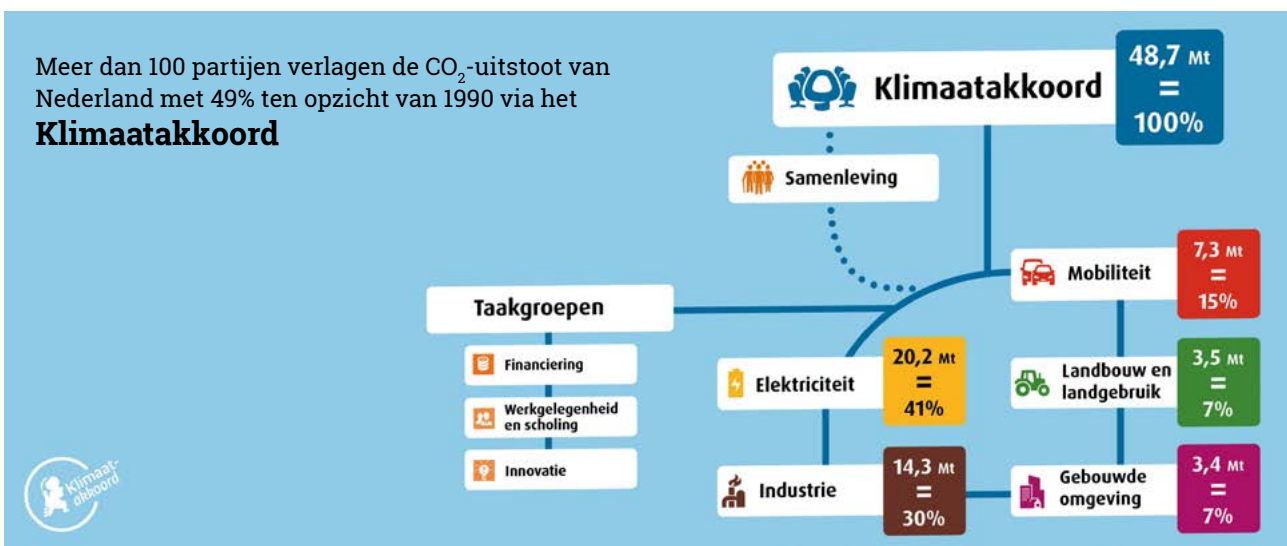 Meer dan 100 partijen verlagen de CO₂-uitstoot van
Nederland met 49% ten opzicht van 1990 via het
Klimaatakkoord
Klimaatakkoord
48,7 Mt
=
100%
Samenleving
Mobiliteit
7,3 Mt
=
15%
Taakgroepen
Financiering
Werkgelegenheid
en scholing
Innovatie
Elektriciteit
20,2 Mt
=
41%
Landbouw en
landgebruik
3,5 Mt
=
7%
Industrie
14,3 Mt
=
30%
Gebouwde
omgeving
3,4 Mt
=
7%
Klimaat-
akkoord